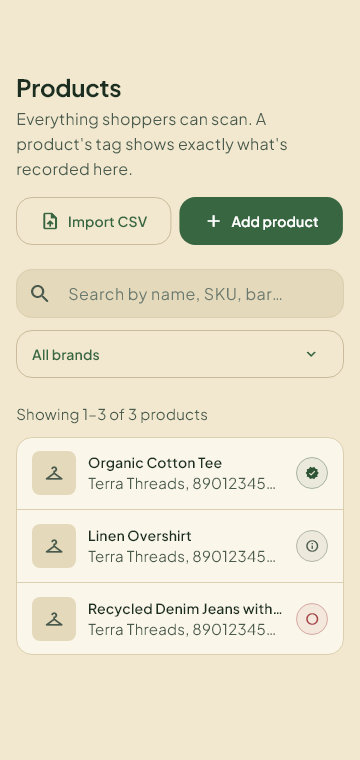 Products
Everything shoppers can scan. A
product's tag shows exactly what's
recorded here.
Import CSV
Add product
Search by name, SKU, bar…
All brands
Showing 1–3 of 3 products
Organic Cotton Tee
Terra Threads, 89012345…
Linen Overshirt
Terra Threads, 89012345…
Recycled Denim Jeans with…
Terra Threads, 89012345…